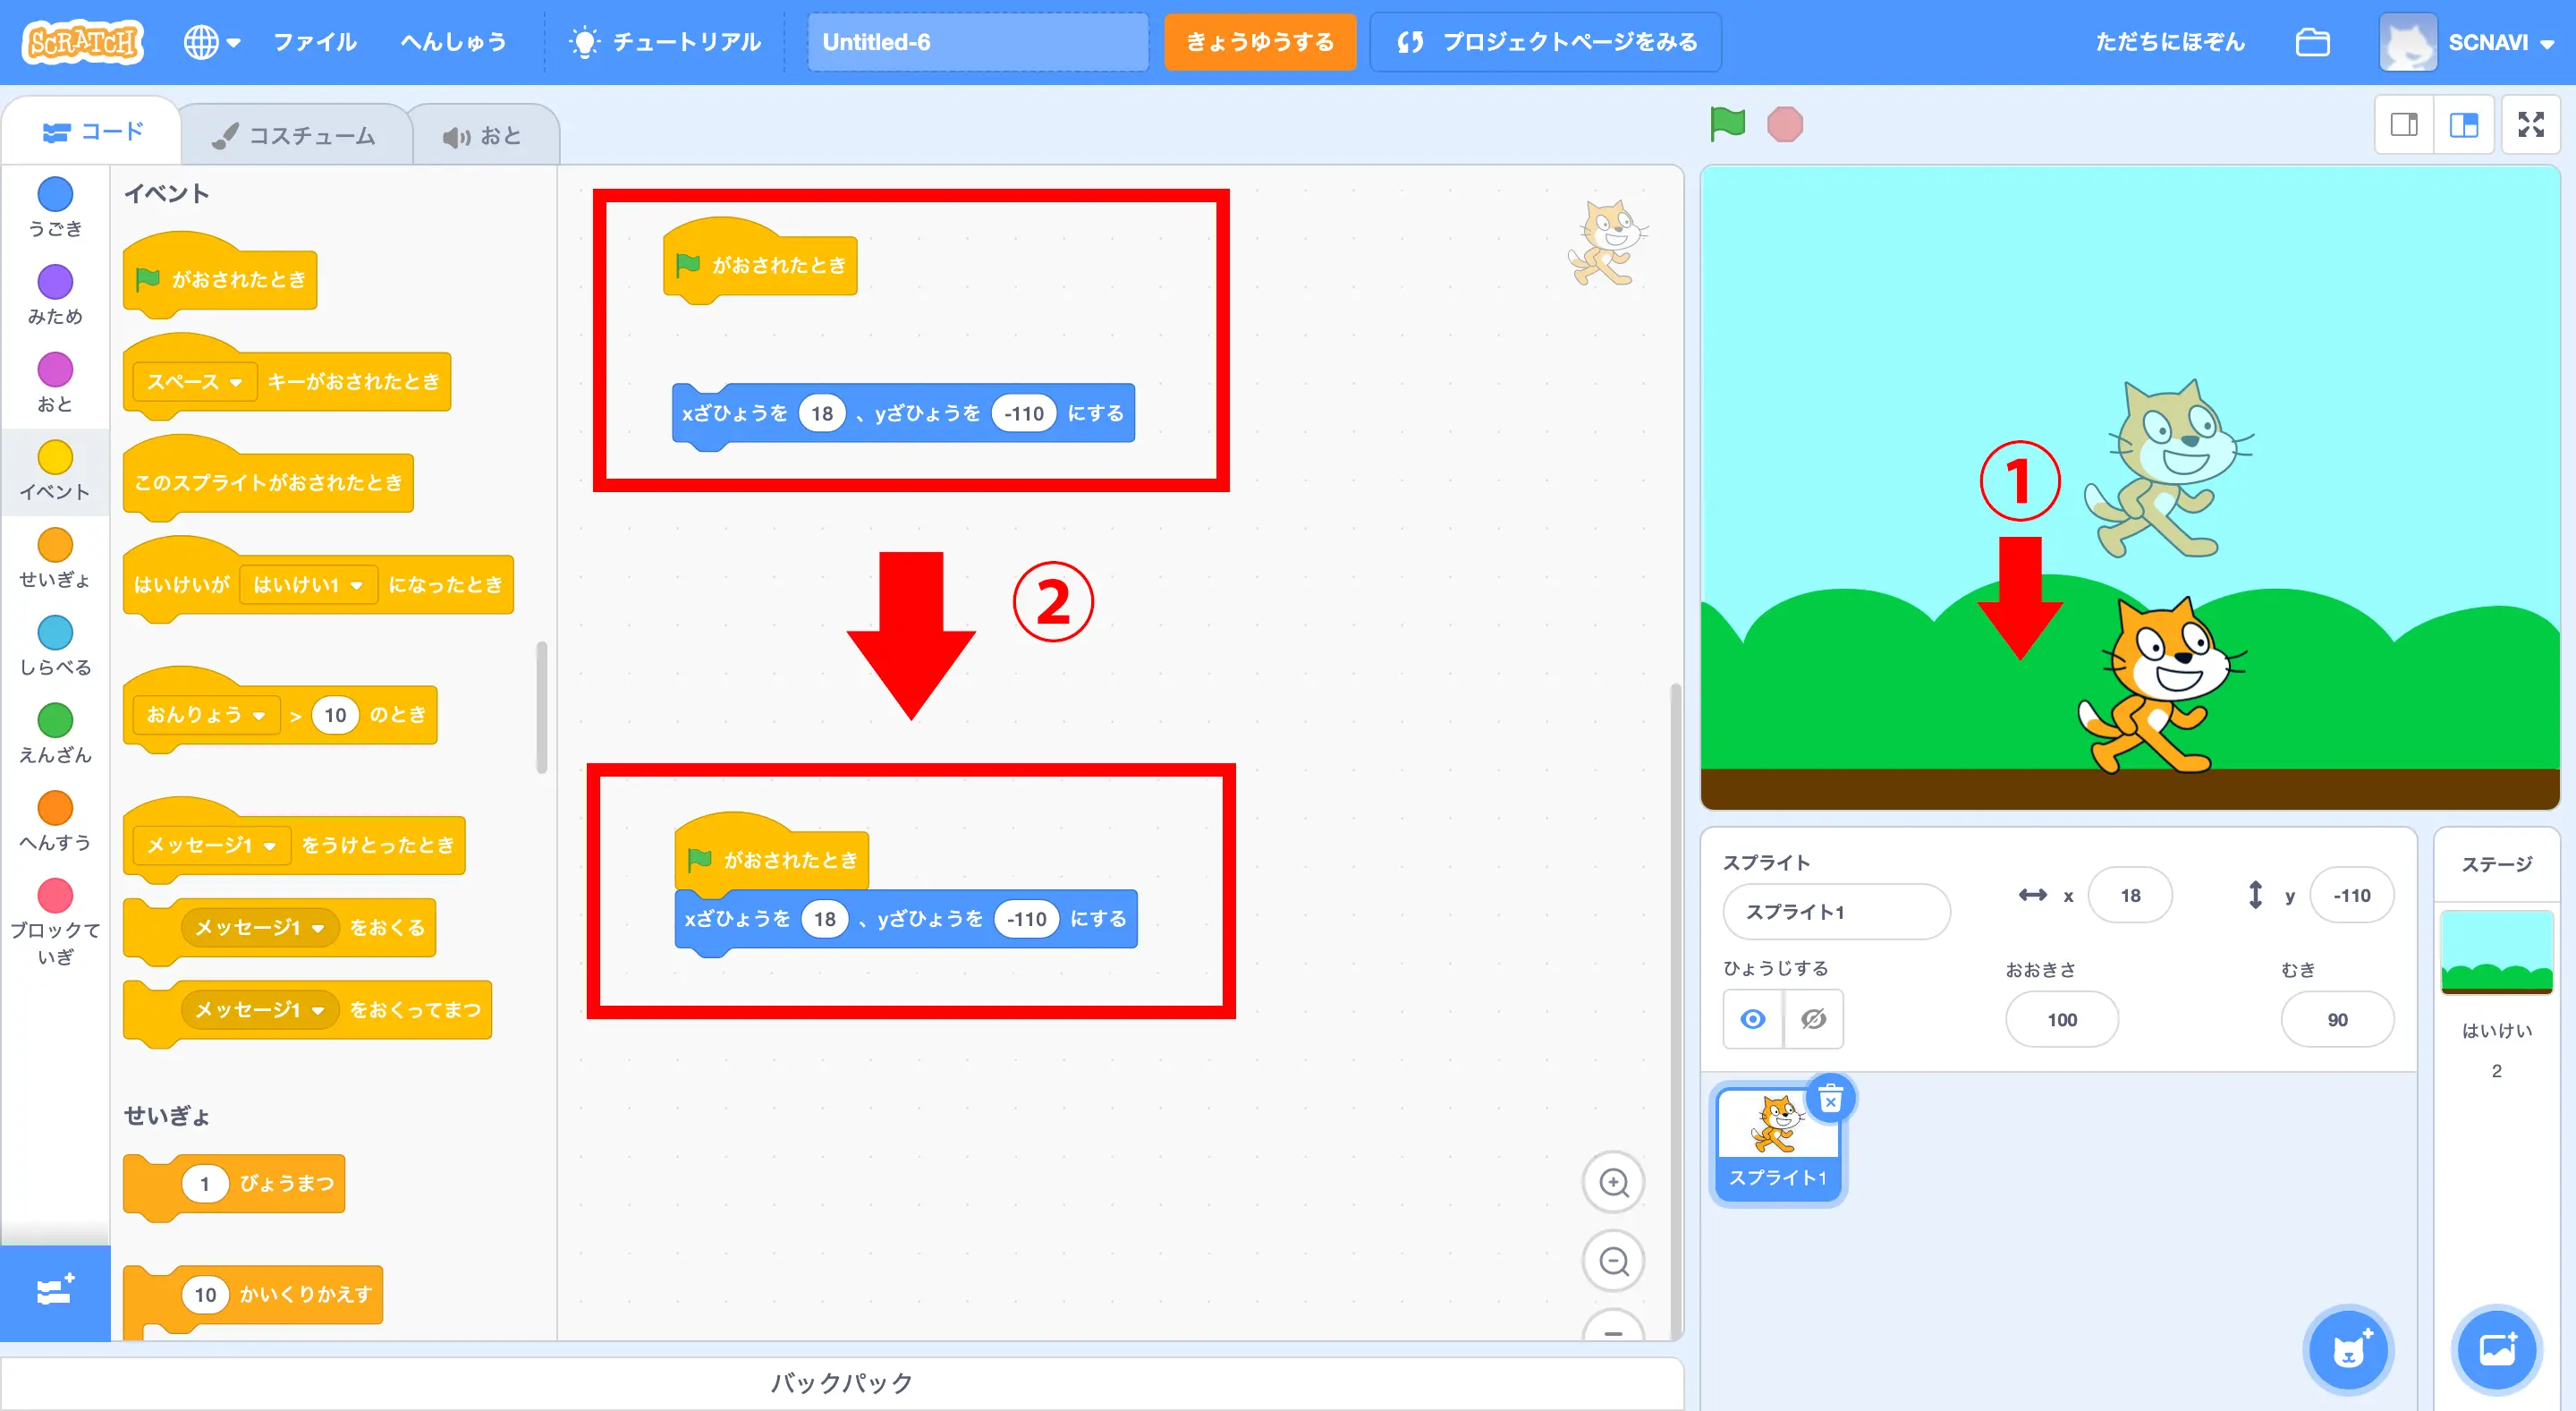 SCRATCH
ファイル
へんしゅう
チュートリアル
Untitled-6
きょうゆうする
プロジェクトページをみる
ただちにほぞん
SCNAVI
コード
コスチューム
おと
うごき
みため
おと
イベント
せいぎょ
しらべる
えんざん
へんすう
ブロックて
いぎ
イベント
がおされたとき
スペース キーがおされたとき
このスプライトがおされたとき
はいけいが はいけい1 になったとき
おんりょう > 10 のとき
メッセージ1 をうけとったとき
メッセージ1 をおくる
メッセージ1 をおくってまつ
せいぎょ
1 びょうまつ
10 かいくりかえす
がおされたとき
xざひょうを 18 、yざひょうを -110 にする
②
がおされたとき
xざひょうを 18 、yざひょうを -110 にする
①
スプライト
スプライト1
x 18
y -110
ひょうじする
おおきさ
100
むき
90
スプライト1
ステージ
はいけい
2
バックパック